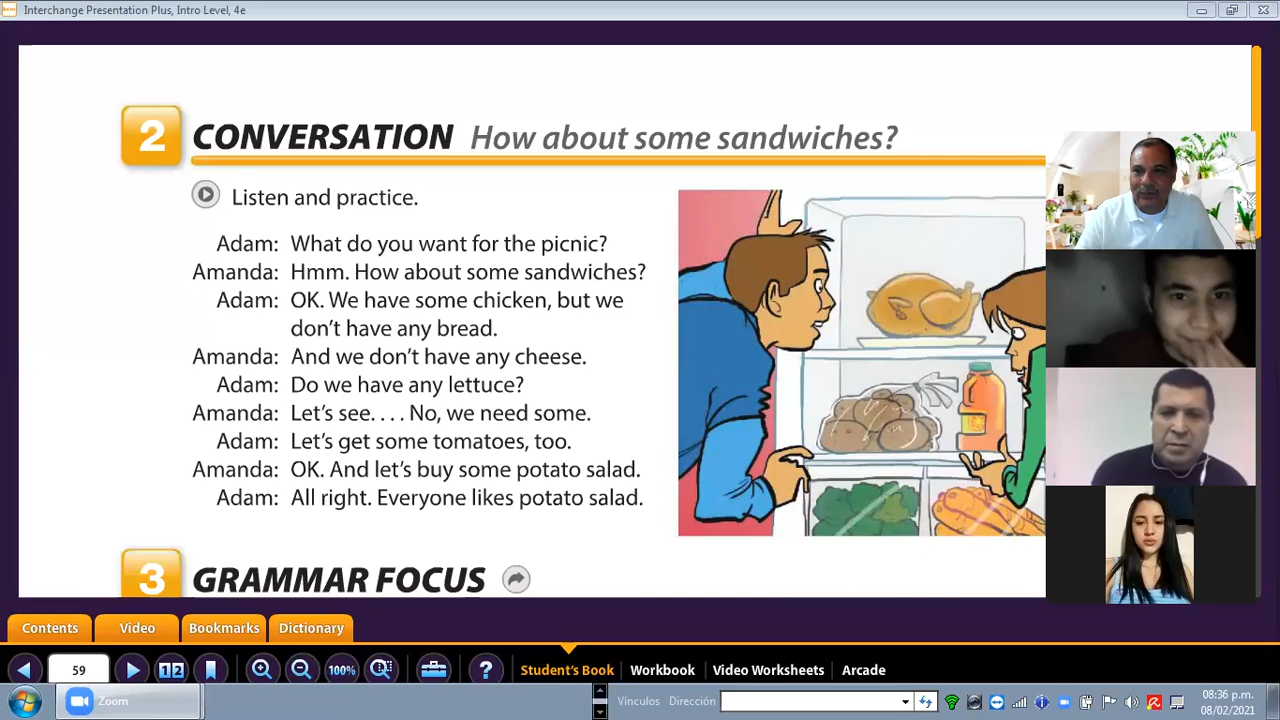 Interchange Presentation Plus, Intro Level, 4e
2 CONVERSATION How about some sandwiches?
Listen and practice.
Adam: What do you want for the picnic?
Amanda: Hmm. How about some sandwiches?
Adam: OK. We have some chicken, but we
don't have any bread.
Amanda: And we don't have any cheese.
Adam: Do we have any lettuce?
Amanda: Let's see. . . . No, we need some.
Adam: Let's get some tomatoes, too.
Amanda: OK. And let's buy some potato salad.
Adam: All right. Everyone likes potato salad.
3 GRAMMAR FOCUS
Contents Video Bookmarks Dictionary
59 12 100% ? Student's Book Workbook Video Worksheets Arcade
Zoom Vínculos Dirección 08:36 p.m.
08/02/2021